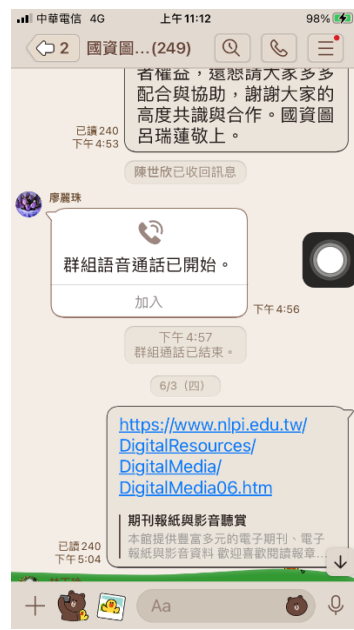 中華電信 4G 上午11:12 98%
2 國資圖...(249)
者權益，還懇請大家多多
配合與協助，謝謝大家的
高度共識與合作。國資圖
呂瑞蓮敬上。
已讀240
下午4:53
陳世欣已收回訊息
廖麗珠
群組語音通話已開始。
加入
下午4:56
下午4:57
群組通話已結束。
6/3（四）
https://www.nlpi.edu.tw/
DigitalResources/
DigitalMedia/
DigitalMedia06.htm
期刊報紙與影音聽賞
本館提供豐富多元的電子期刊、電子
報紙與影音資料 歡迎喜歡閱讀報章...
已讀240
下午5:04
Aa